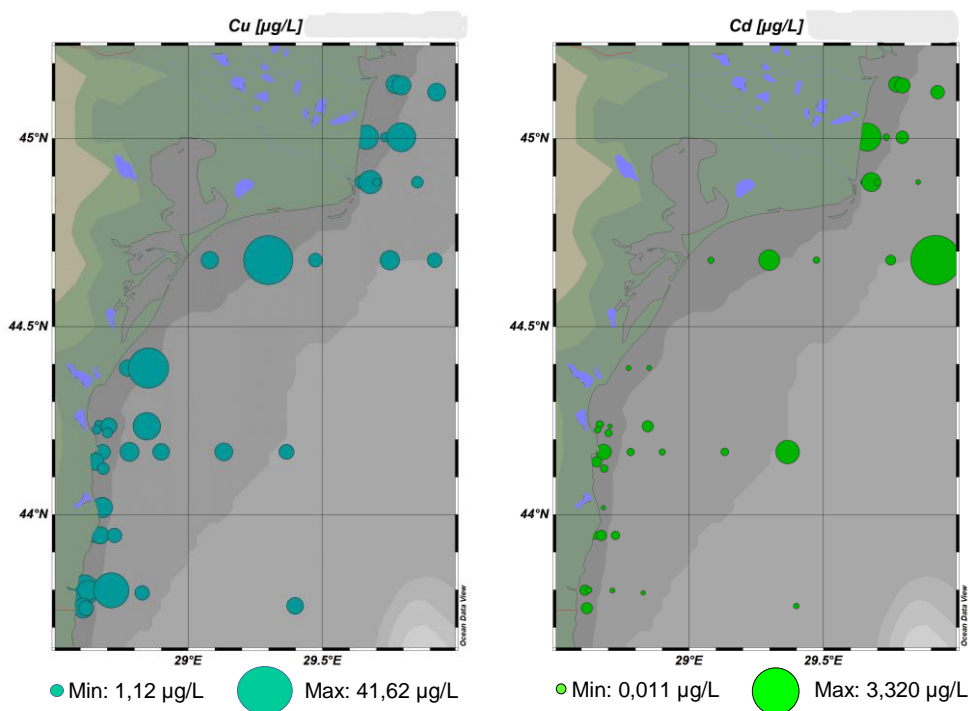 Cu [µg/L]
45°N
44.5°N
44°N
29°E
29.5°E
Ocean Data View
Min: 1,12 µg/L
Max: 41,62 µg/L
Cd [µg/L]
45°N
44.5°N
44°N
29°E
29.5°E
Ocean Data View
Min: 0,011 µg/L
Max: 3,320 µg/L